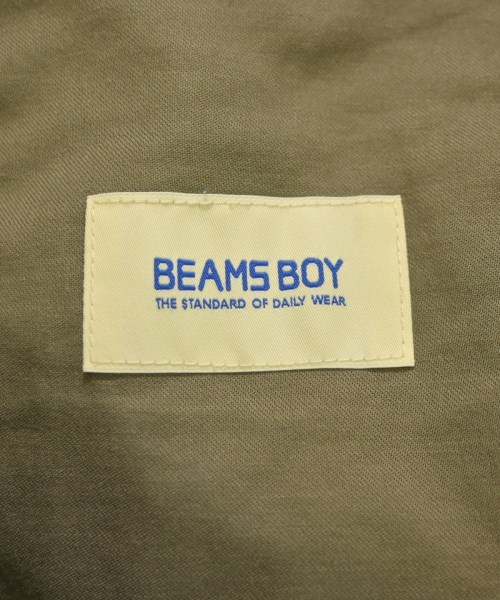 BEAMS BOY
THE STANDARD OF DAILY WEAR